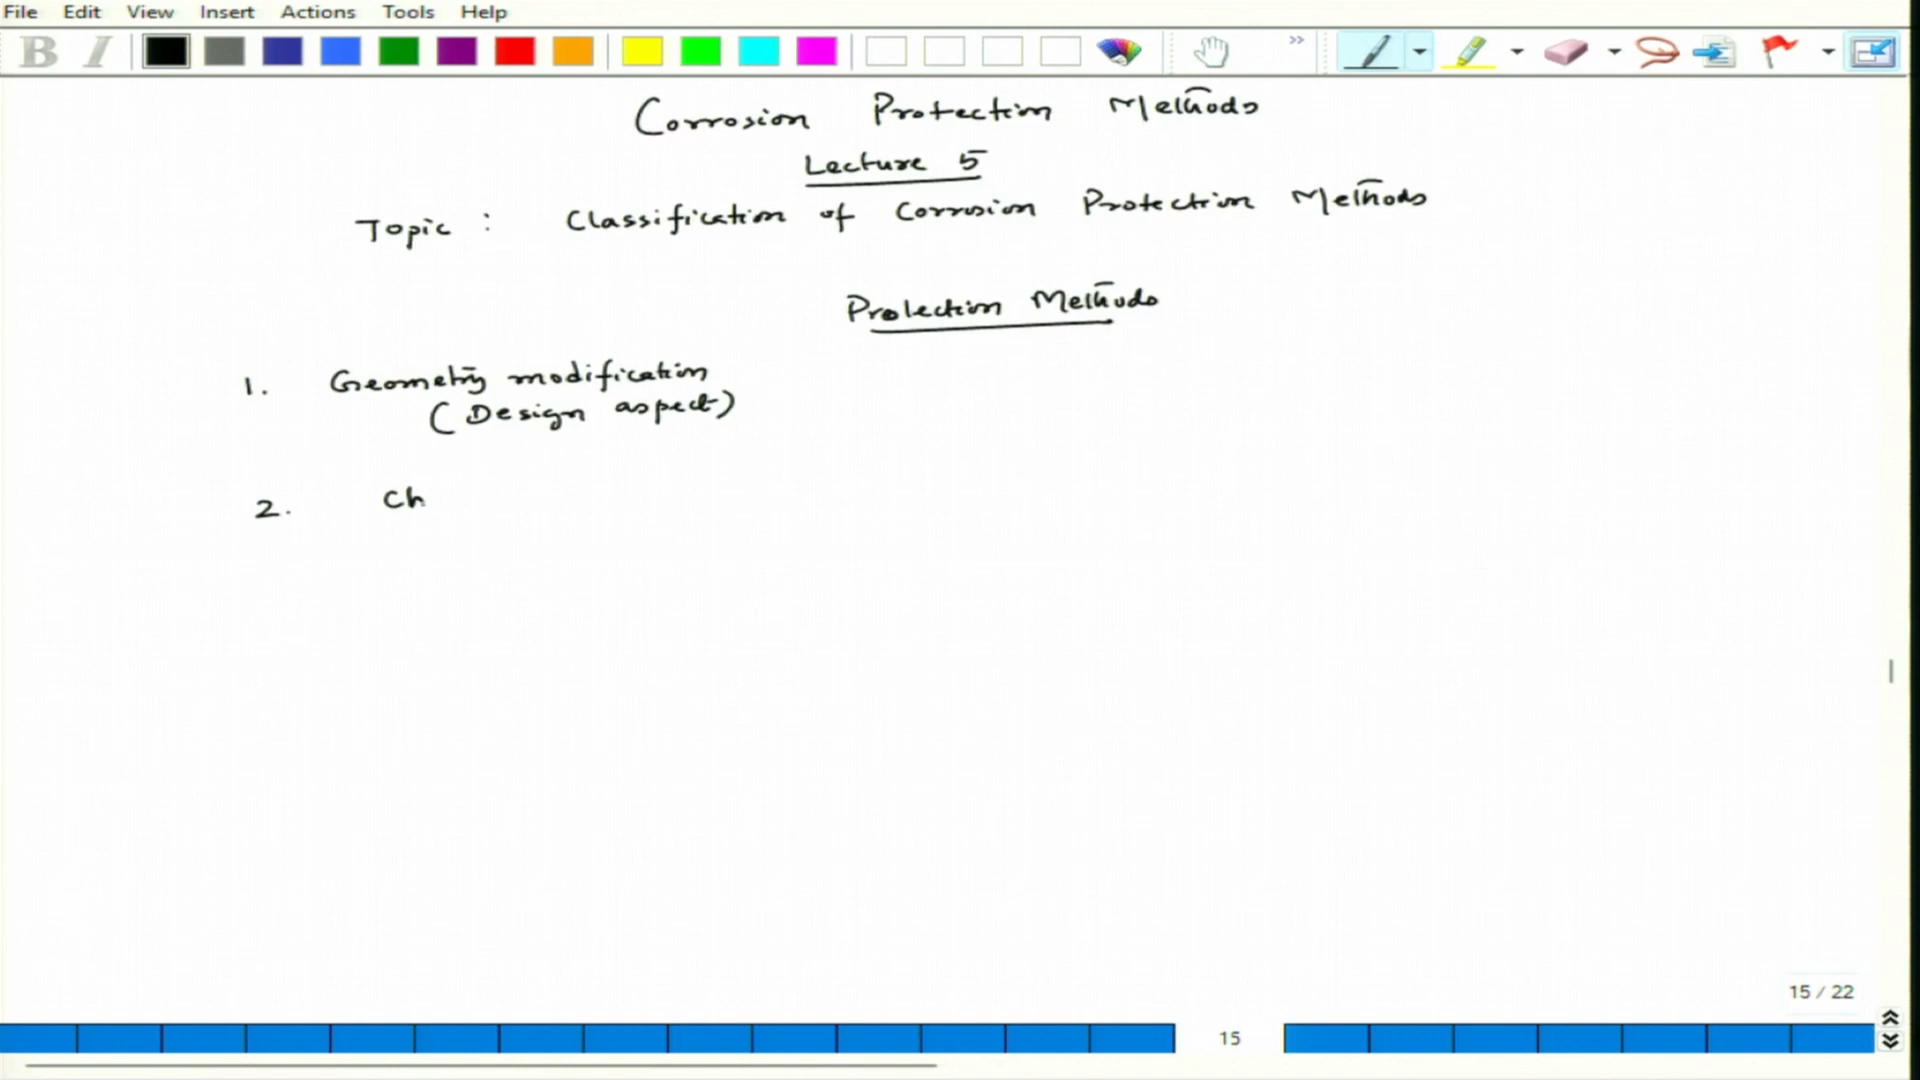 File Edit View Insert Actions Tools Help
B I
Corrosion Protection Methods
Lecture 5
Topic : Classification of Corrosion Protection Methods
Protection Methods
1. Geometry modification
(Design aspect)
2. Ch
15 / 22
15